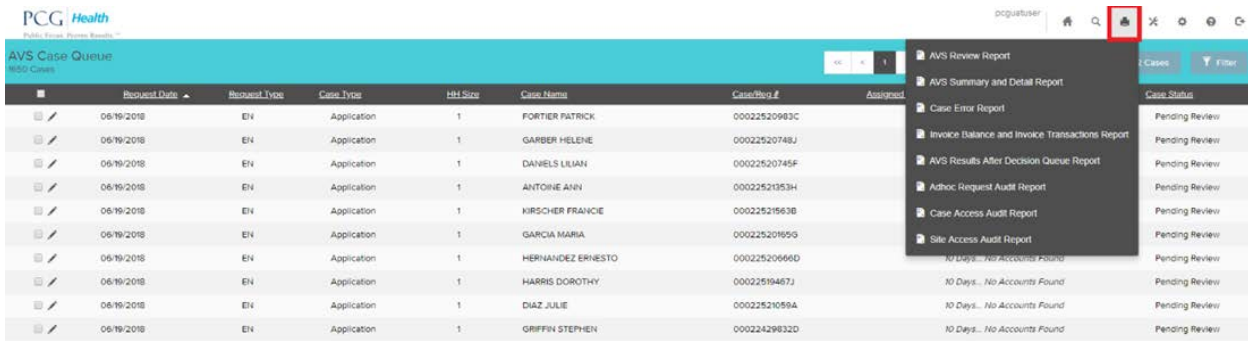 PCG Health
Public Focus. Proven Results.™
pcguatuser
AVS Case Queue
1650 Cases
<< < 1
Cases
Filter
AVS Review Report
AVS Summary and Detail Report
Case Error Report
Invoice Balance and Invoice Transactions Report
AVS Results After Decision Queue Report
Adhoc Request Audit Report
Case Access Audit Report
Site Access Audit Report
Request Date Request Type Case Type HH Size Case Name Case/Reg # Assigned Case Status
06/19/2018 EN Application 1 FORTIER PATRICK 00022520983C Pending Review
06/19/2018 EN Application 1 GARBER HELENE 00022520748J Pending Review
06/19/2018 EN Application 1 DANIELS LILIAN 00022520745F Pending Review
06/19/2018 EN Application 1 ANTOINE ANN 00022521353H Pending Review
06/19/2018 EN Application 1 KIRSCHER FRANCIE 00022521563B Pending Review
06/19/2018 EN Application 1 GARCIA MARIA 00022520165G Pending Review
06/19/2018 EN Application 1 HERNANDEZ ERNESTO 00022520666D 10 Days... No Accounts Found Pending Review
06/19/2018 EN Application 1 HARRIS DOROTHY 00022519467J 10 Days... No Accounts Found Pending Review
06/19/2018 EN Application 1 DIAZ JULIE 00022521059A 10 Days... No Accounts Found Pending Review
06/19/2018 EN Application 1 GRIFFIN STEPHEN 00022429832D 10 Days... No Accounts Found Pending Review